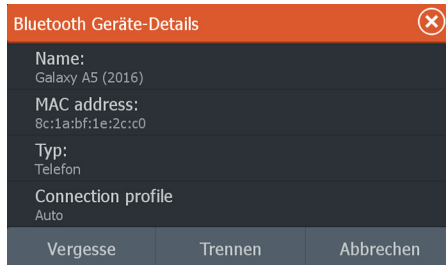 Bluetooth Geräte-Details
Name:
Galaxy A5 (2016)
MAC address:
8c:1a:bf:1e:2c:c0
Typ:
Telefon
Connection profile
Auto
Vergesse Trennen Abbrechen